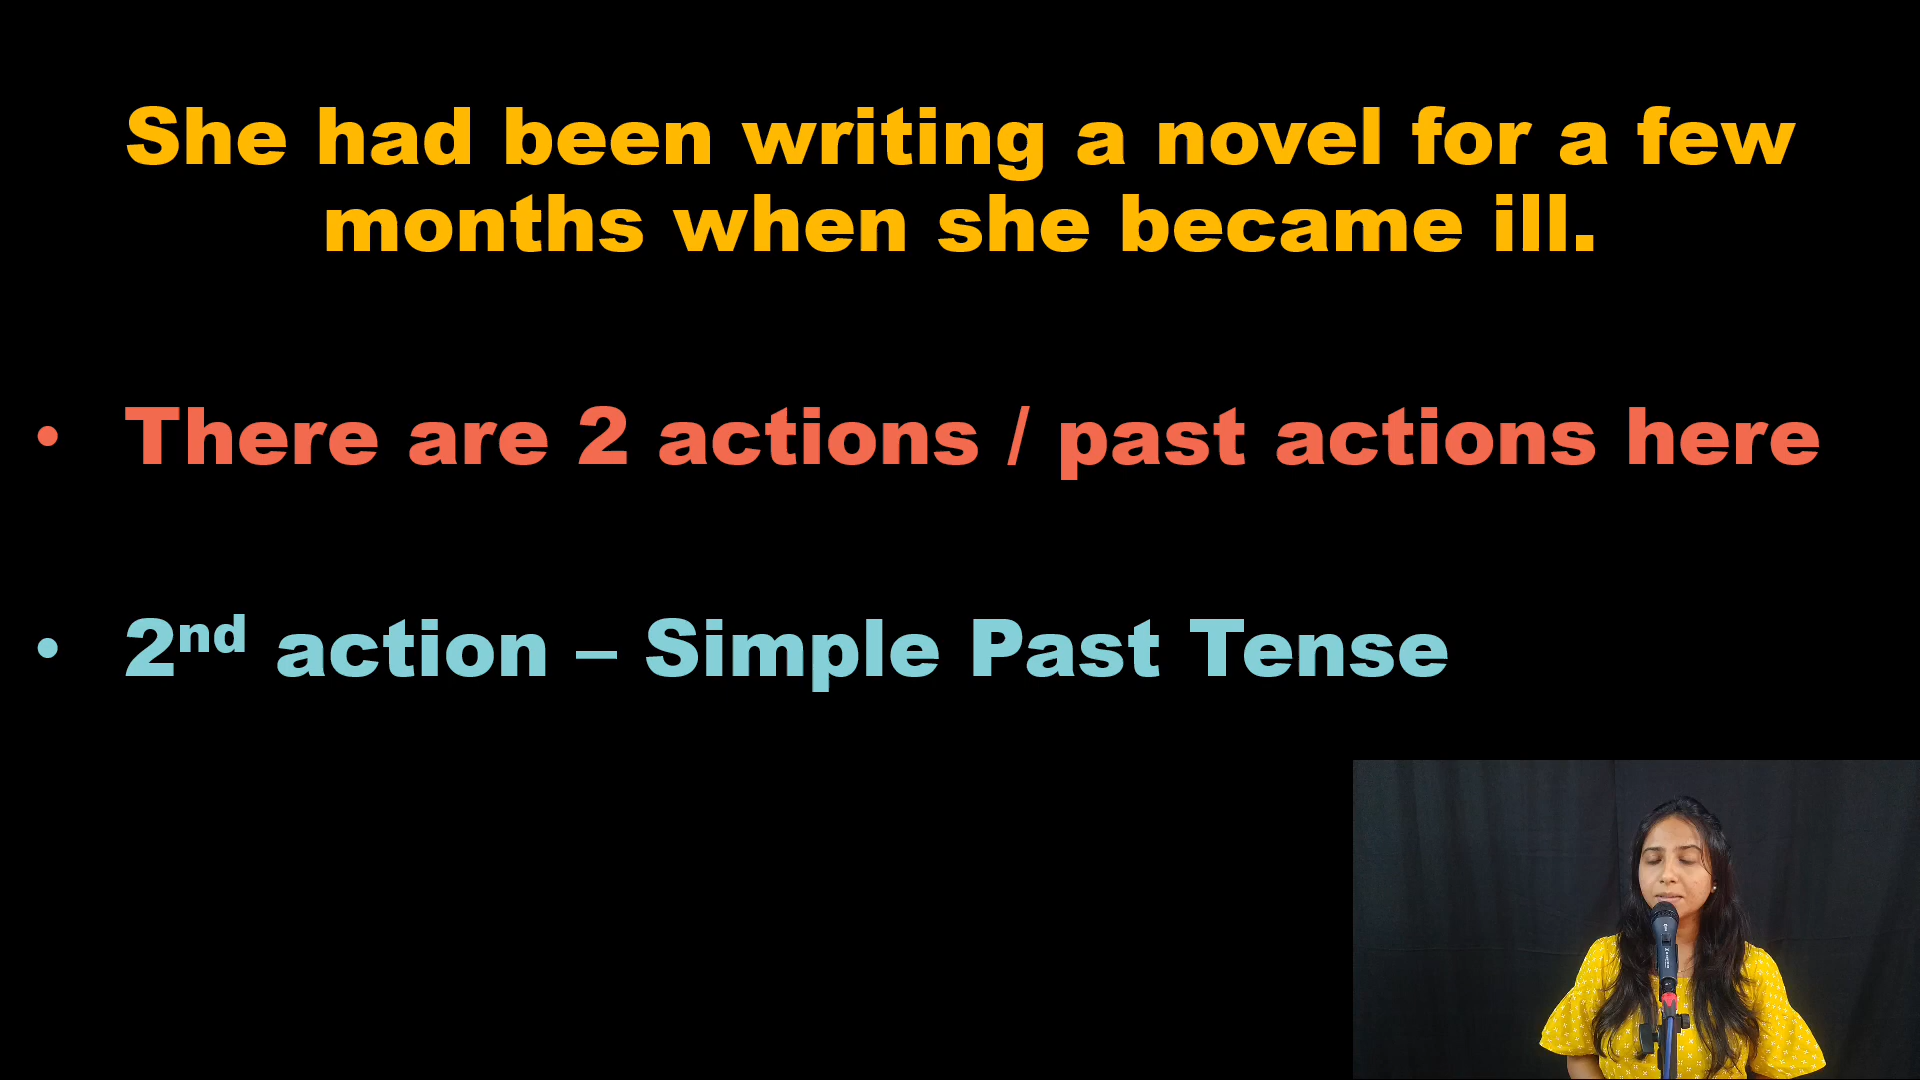 She had been writing a novel for a few
months when she became ill.
• There are 2 actions / past actions here
• 2nd action – Simple Past Tense